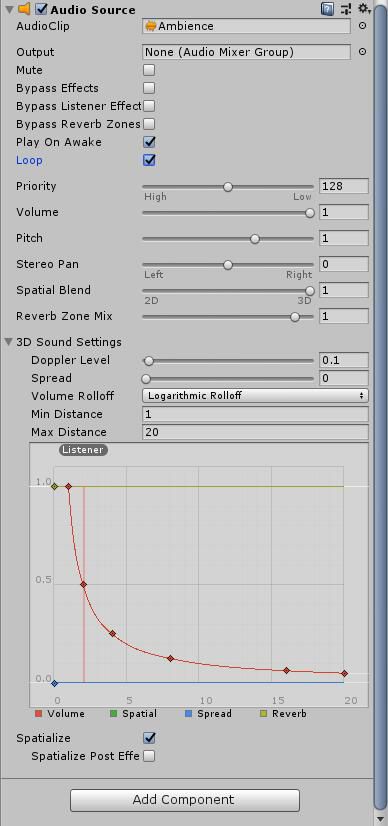 Audio Source
AudioClip Ambience
Output None (Audio Mixer Group)
Mute
Bypass Effects
Bypass Listener Effect
Bypass Reverb Zones
Play On Awake
Loop
Priority 128
High Low
Volume 1
Pitch 1
Stereo Pan 0
Left Right
Spatial Blend 1
2D 3D
Reverb Zone Mix 1
3D Sound Settings
Doppler Level 0.1
Spread 0
Volume Rolloff Logarithmic Rolloff
Min Distance 1
Max Distance 20
Listener
1.0
0.5
0.0
0 5 10 15 20
Volume Spatial Spread Reverb
Spatialize
Spatialize Post Effe
Add Component